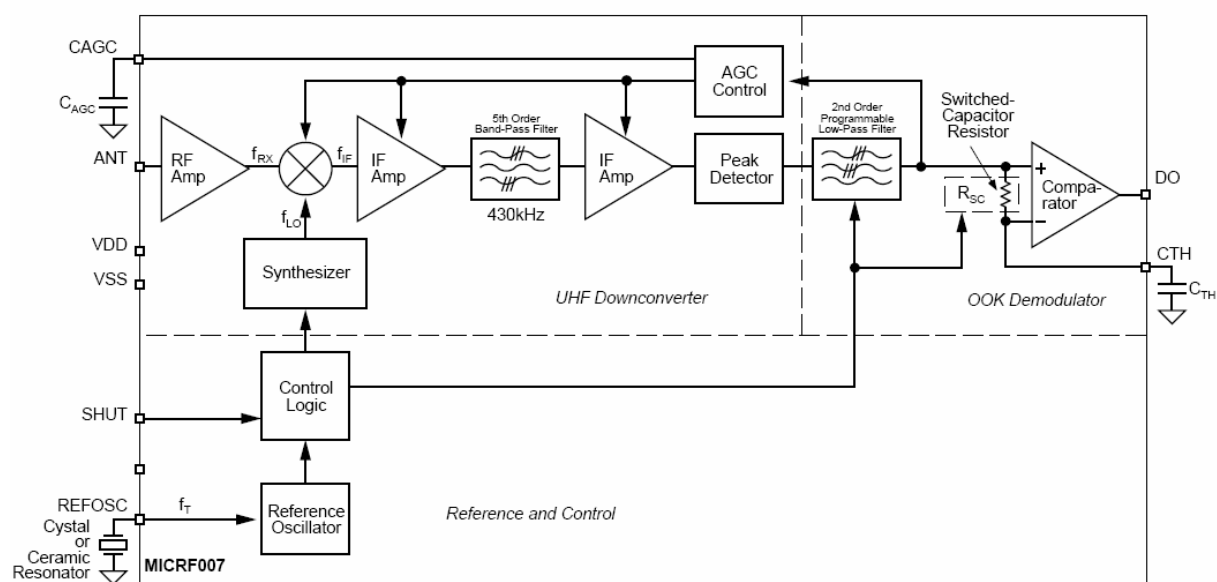 CAGC
C_AGC
AGC
Control
5th Order
Band-Pass Filter
2nd Order
Programmable
Low-Pass Filter
Switched-
Capacitor
Resistor
ANT
RF
Amp
f_RX
f_IF
IF
Amp
430kHz
IF
Amp
Peak
Detector
R_SC
+
Compa-
rator
−
DO
f_LO
VDD
VSS
Synthesizer
UHF Downconverter
OOK Demodulator
CTH
C_TH
SHUT
Control
Logic
REFOSC
f_T
Reference
Oscillator
Reference and Control
Cystal
or
Ceramic
Resonator
MICRF007